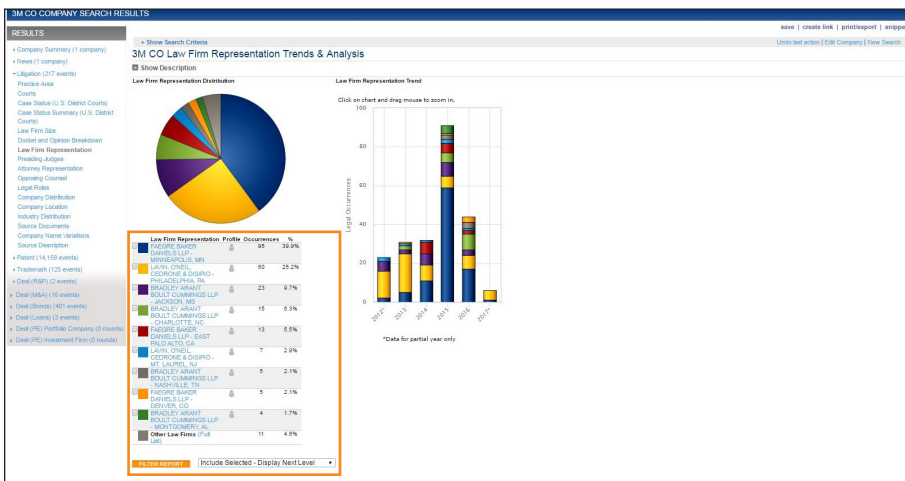 3M CO COMPANY SEARCH RESULTS
save | create link | print/export | snippe
RESULTS
+ Show Search Criteria
Undo last action | Edit Company | New Search
3M CO Law Firm Representation Trends & Analysis
Show Description
Company Summary (1 company)
News (1 company)
Litigation (217 events)
Practice Area
Courts
Case Status (U.S. District Courts)
Case Status Summary (U.S. District
Courts)
Law Firm Size
Docket and Opinion Breakdown
Law Firm Representation
Presiding Judges
Attorney Representation
Opposing Counsel
Legal Roles
Company Distribution
Company Location
Industry Distribution
Source Documents
Company Name Variations
Source Description
Patent (14,159 events)
Trademark (125 events)
Deal (R&P) (2 events)
Deal (M&A) (16 events)
Deal (Bonds) (401 events)
Deal (Loans) (3 events)
Deal (PE) Portfolio Company (0 rounds)
Deal (PE) Investment Firm (0 rounds)
Law Firm Representation Distribution
Law Firm Representation Trend
Click on chart and drag mouse to zoom in.
100
80
60
40
20
0
Legal Occurrences
2012* 2013 2014 2015 2016 2017*
*Data for partial year only
Law Firm Representation Profile Occurrences %
FAEGRE BAKER 95 39.9%
DANIELS LLP -
MINNEAPOLIS, MN
LAVIN, O'NEIL, 60 25.2%
CEDRONE & DISIPIO -
PHILADELPHIA, PA
BRADLEY ARANT 23 9.7%
BOULT CUMMINGS LLP
- JACKSON, MS
BRADLEY ARANT 15 6.3%
BOULT CUMMINGS LLP
- CHARLOTTE, NC
FAEGRE BAKER 13 5.5%
DANIELS LLP - EAST
PALO ALTO, CA
LAVIN, O'NEIL, 7 2.9%
CEDRONE & DISIPIO -
MT. LAUREL, NJ
BRADLEY ARANT 5 2.1%
BOULT CUMMINGS LLP
- NASHVILLE, TN
FAEGRE BAKER 5 2.1%
DANIELS LLP -
DENVER, CO
BRADLEY ARANT 4 1.7%
BOULT CUMMINGS LLP
- MONTGOMERY, AL
Other Law Firms (Full 11 4.6%
List)
FILTER REPORT Include Selected - Display Next Level